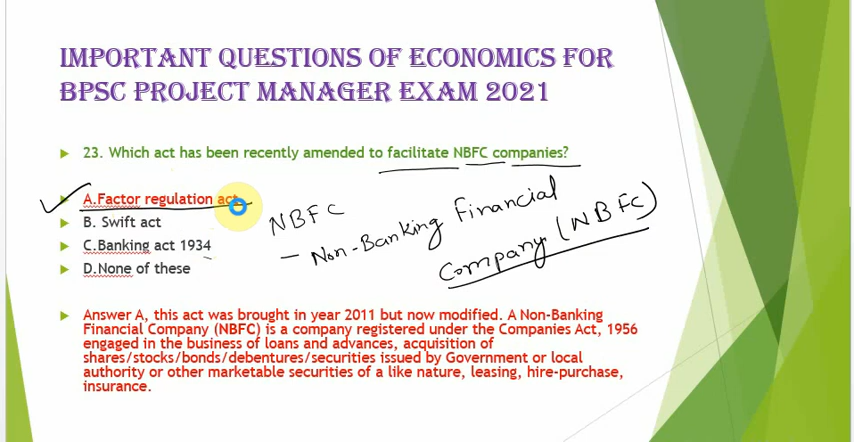 IMPORTANT QUESTIONS OF ECONOMICS FOR
BPSC PROJECT MANAGER EXAM 2021
23. Which act has been recently amended to facilitate NBFC companies?
A.Factor regulation act
B. Swift act
C.Banking act 1934
D.None of these
NBFC
– Non-Banking Financial
Company (NBFC)
Answer A, this act was brought in year 2011 but now modified. A Non-Banking
Financial Company (NBFC) is a company registered under the Companies Act, 1956
engaged in the business of loans and advances, acquisition of
shares/stocks/bonds/debentures/securities issued by Government or local
authority or other marketable securities of a like nature, leasing, hire-purchase,
insurance.